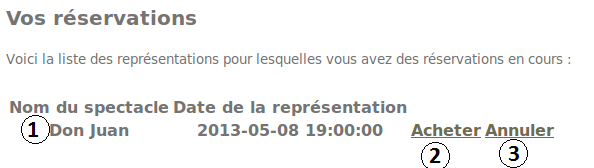 Vos réservations
Voici la liste des représentations pour lesquelles vous avez des réservations en cours :
Nom du spectacle Date de la représentation
1 Don Juan 2013-05-08 19:00:00 Acheter Annuler
2 3